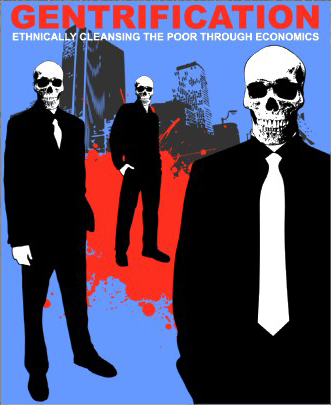 GENTRIFICATION
ETHNICALLY CLEANSING THE POOR THROUGH ECONOMICS